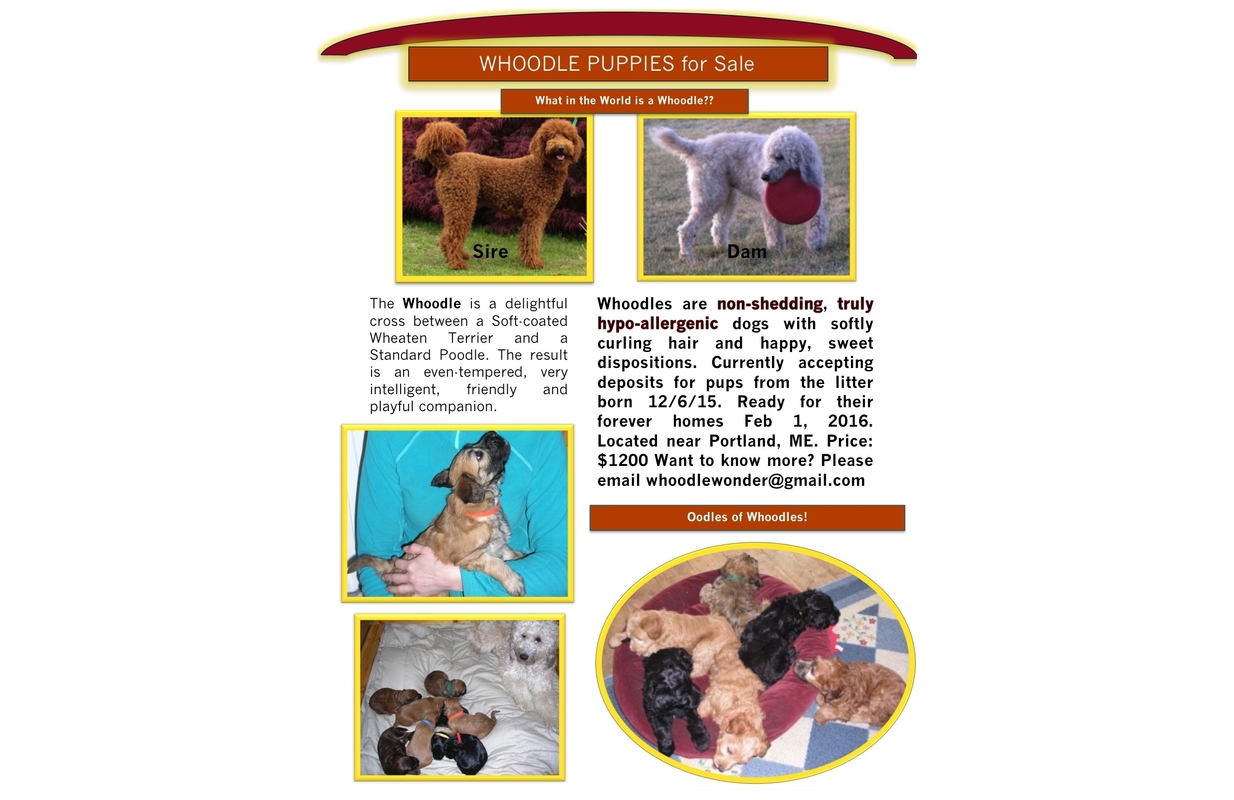 WHOODLE PUPPIES for Sale
What in the World is a Whoodle??
Sire
Dam
The Whoodle is a delightful
cross between a Soft-coated
Wheaten Terrier and a
Standard Poodle. The result
is an even-tempered, very
intelligent, friendly and
playful companion.
Whoodles are non-shedding, truly
hypo-allergenic dogs with softly
curling hair and happy, sweet
dispositions. Currently accepting
deposits for pups from the litter
born 12/6/15. Ready for their
forever homes Feb 1, 2016.
Located near Portland, ME. Price:
$1200 Want to know more? Please
email whoodlewonder@gmail.com
Oodles of Whoodles!